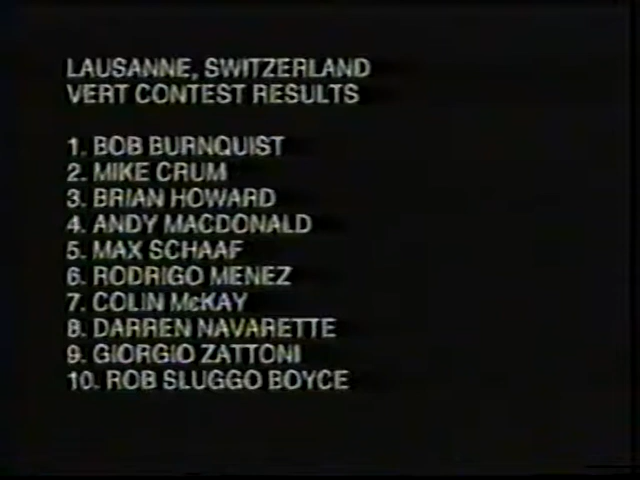 LAUSANNE, SWITZERLAND
VERT CONTEST RESULTS
1. BOB BURNQUIST
2. MIKE CRUM
3. BRIAN HOWARD
4. ANDY MACDONALD
5. MAX SCHAAF
6. RODRIGO MENEZ
7. COLIN McKAY
8. DARREN NAVARETTE
9. GIORGIO ZATTONI
10. ROB SLUGGO BOYCE